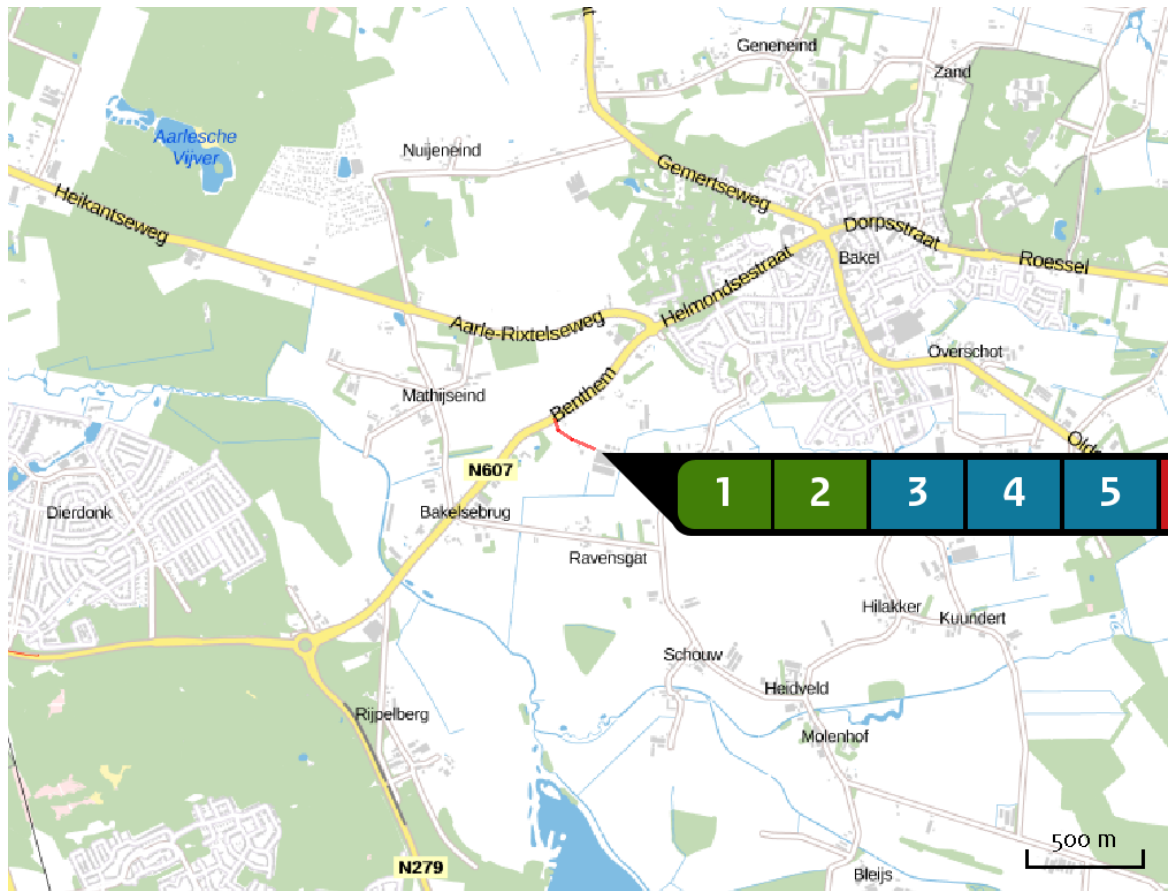 Geneneind
Zand
Aarlesche
Vijver
Nuijeneind
Gemertseweg
Heikantseweg
Dorpsstraat
Bakel
Roessel
Helmondsestraat
Aarle-Rixtelseweg
Overschot
Mathijseind
Benthem
N607
1 2 3 4 5
Dierdonk
Bakelsebrug
Ravensgat
Hilakker
Kuundert
Schouw
Heidveld
Rijpelberg
Molenhof
500 m
N279
Bleijs